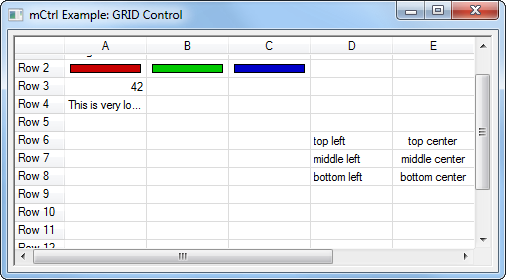 mCtrl Example: GRID Control
A B C D E
Row 2
Row 3 42
Row 4 This is very lo...
Row 5
Row 6 top left top center
Row 7 middle left middle center
Row 8 bottom left bottom center
Row 9
Row 10
Row 11
Row 12